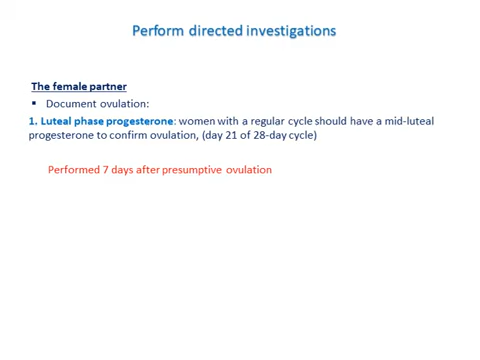 Perform directed investigations
The female partner
▪ Document ovulation:
1. Luteal phase progesterone: women with a regular cycle should have a mid-luteal
progesterone to confirm ovulation, (day 21 of 28-day cycle)
Performed 7 days after presumptive ovulation